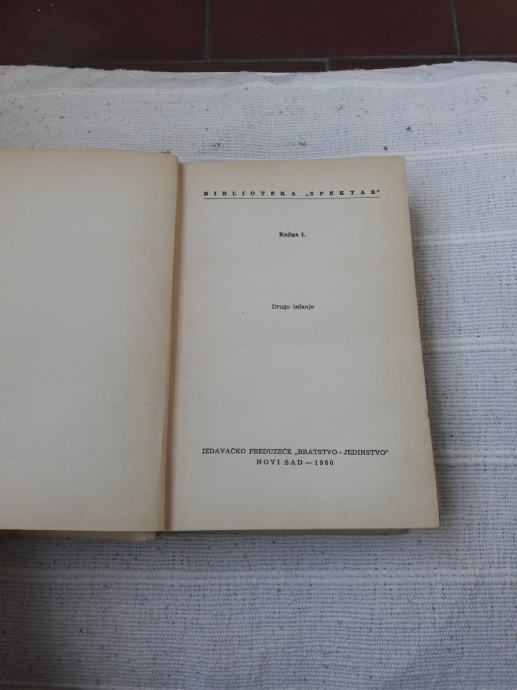 BIBLIOTEKA „SPEKTAR"
Knjiga I.
Drugo izdanje
IZDAVAČKO PREDUZEĆE „BRATSTVO-JEDINSTVO"
NOVI SAD — 1960